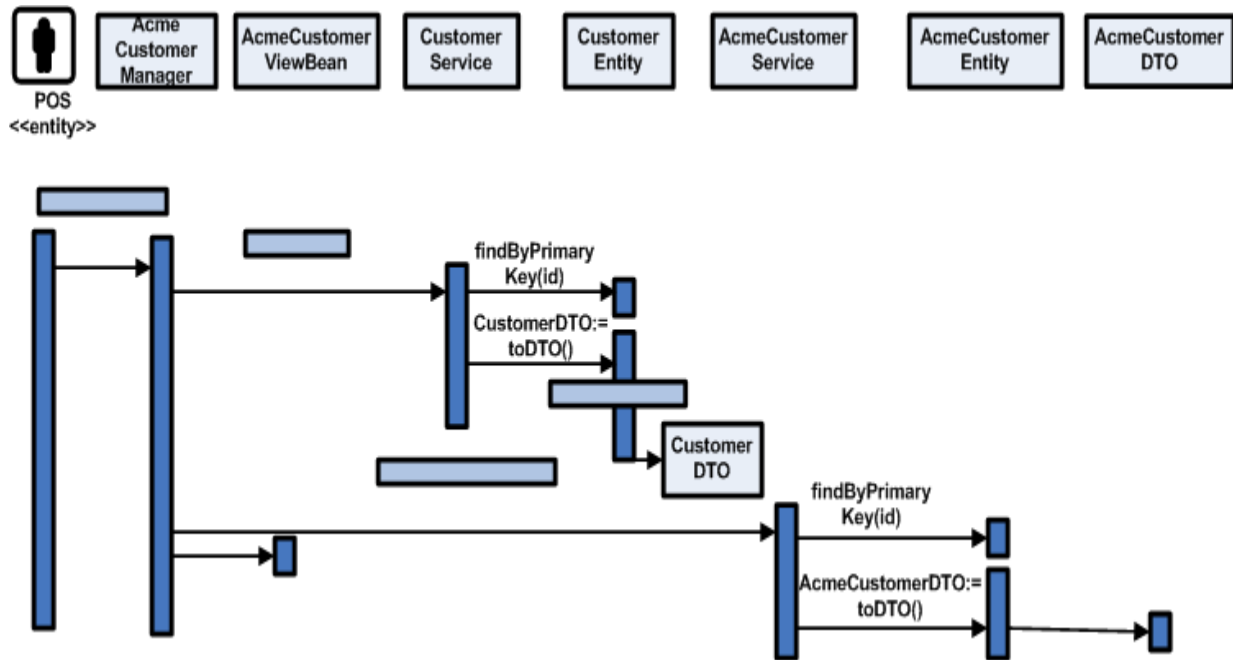 Acme
Customer
Manager
AcmeCustomer
ViewBean
Customer
Service
Customer
Entity
AcmeCustomer
Service
AcmeCustomer
Entity
AcmeCustomer
DTO
POS
<<entity>>
findByPrimary
Key(id)
CustomerDTO:=
toDTO()
Customer
DTO
findByPrimary
Key(id)
AcmeCustomerDTO:=
toDTO()